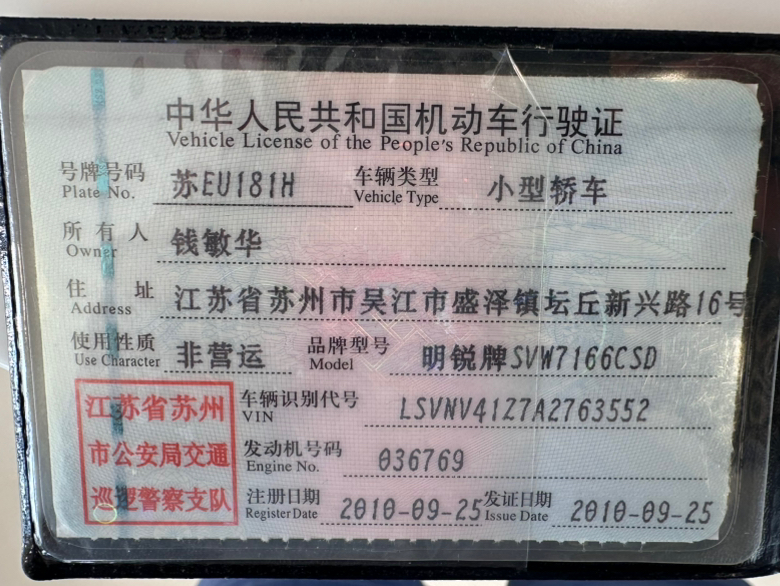 中华人民共和国机动车行驶证
Vehicle License of the People's Republic of China
号牌号码 苏EU181H 车辆类型 小型轿车
Plate No. Vehicle Type
所有人 钱敏华
Owner
住址 江苏省苏州市吴江市盛泽镇坛丘新兴路16号
Address
使用性质 非营运 品牌型号 明锐牌SVW7166CSD
Use Character Model
江苏省苏州 车辆识别代号 LSVNV41Z7A2763552
VIN
市公安局交通 发动机号码 036769
Engine No.
巡逻警察支队 注册日期 2010-09-25 发证日期 2010-09-25
Register Date Issue Date